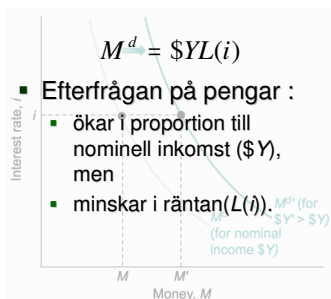 M^d = $YL(i)
▪ Efterfrågan på pengar :
▪ ökar i proportion till
nominell inkomst ($Y),
men
▪ minskar i räntan(L(i)).
Interest rate, i
i
M^d' (for
$Y' > $Y)
M^d
(for nominal
income $Y)
M M'
Money, M